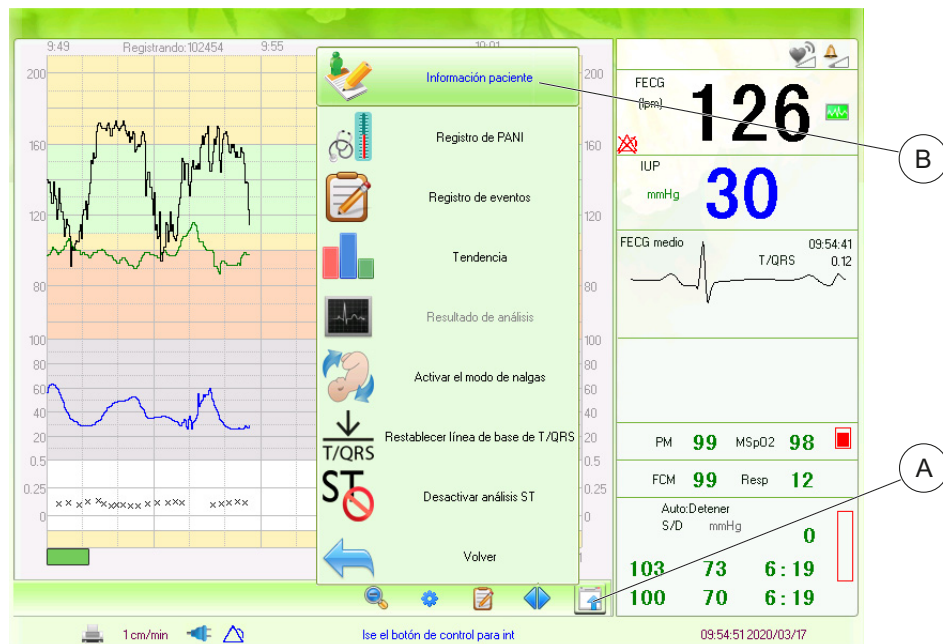 9:49 Registrando:102454 9:55 10:01
200
160
120
80
100
80
60
40
20
0.5
0.25
0
Información paciente
Registro de PANI
Registro de eventos
Tendencia
Resultado de análisis
Activar el modo de nalgas
T/QRS Restablecer línea de base de T/QRS
ST Desactivar análisis ST
Volver
200
160
120
80
100
80
60
40
20
0.5
0.25
0
FECG
(lpm)
126
IUP
mmHg
30
FECG medio 09:54:41
T/QRS 0.12
PM 99 MSpO2 98
FCM 99 Resp 12
Auto:Detener
S/D mmHg
0
103 73 6:19
100 70 6:19
B
A
1cm/min
Ise el botón de control para int
09:54:51 2020/03/17